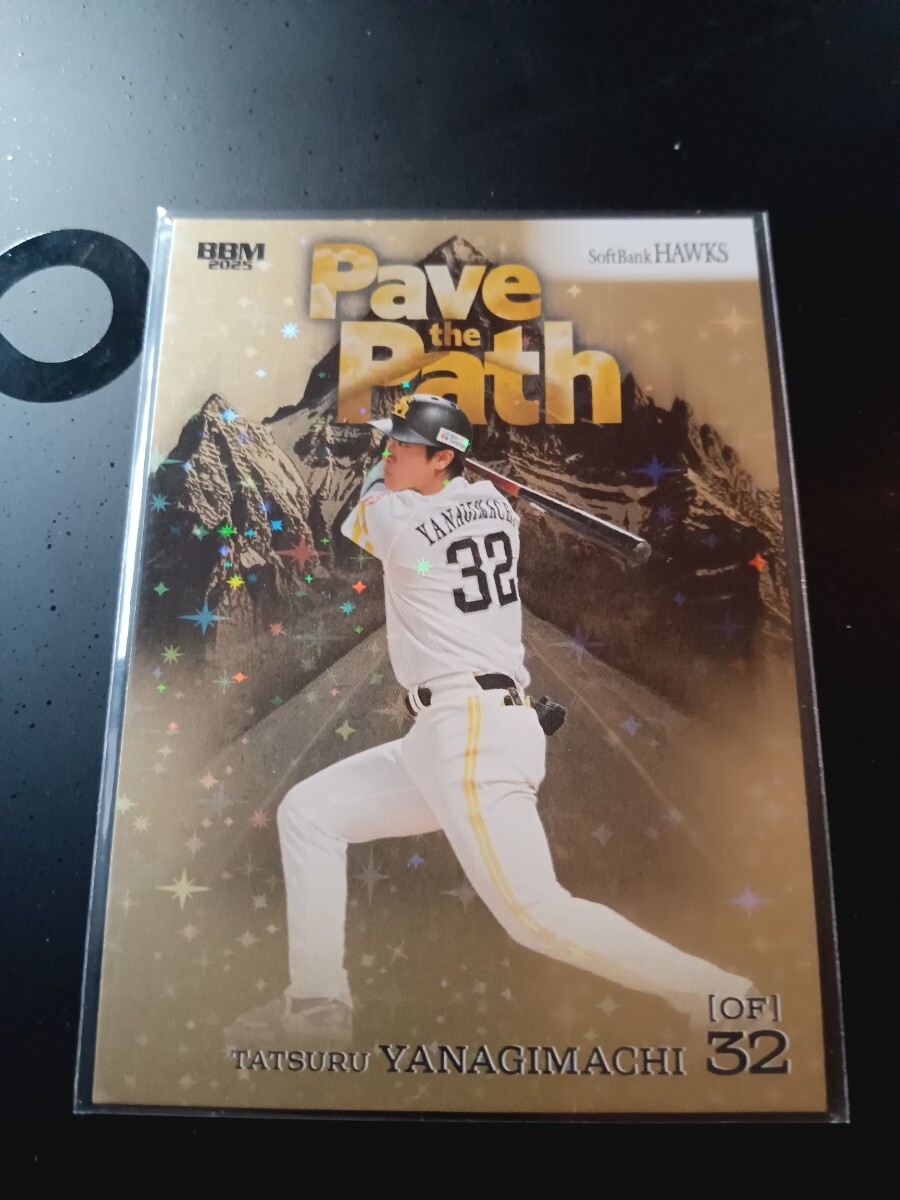 BBM
2025
SoftBank HAWKS
Pave
the
Path
YANAGIMACHI
32
[OF]
TATSURU YANAGIMACHI 32